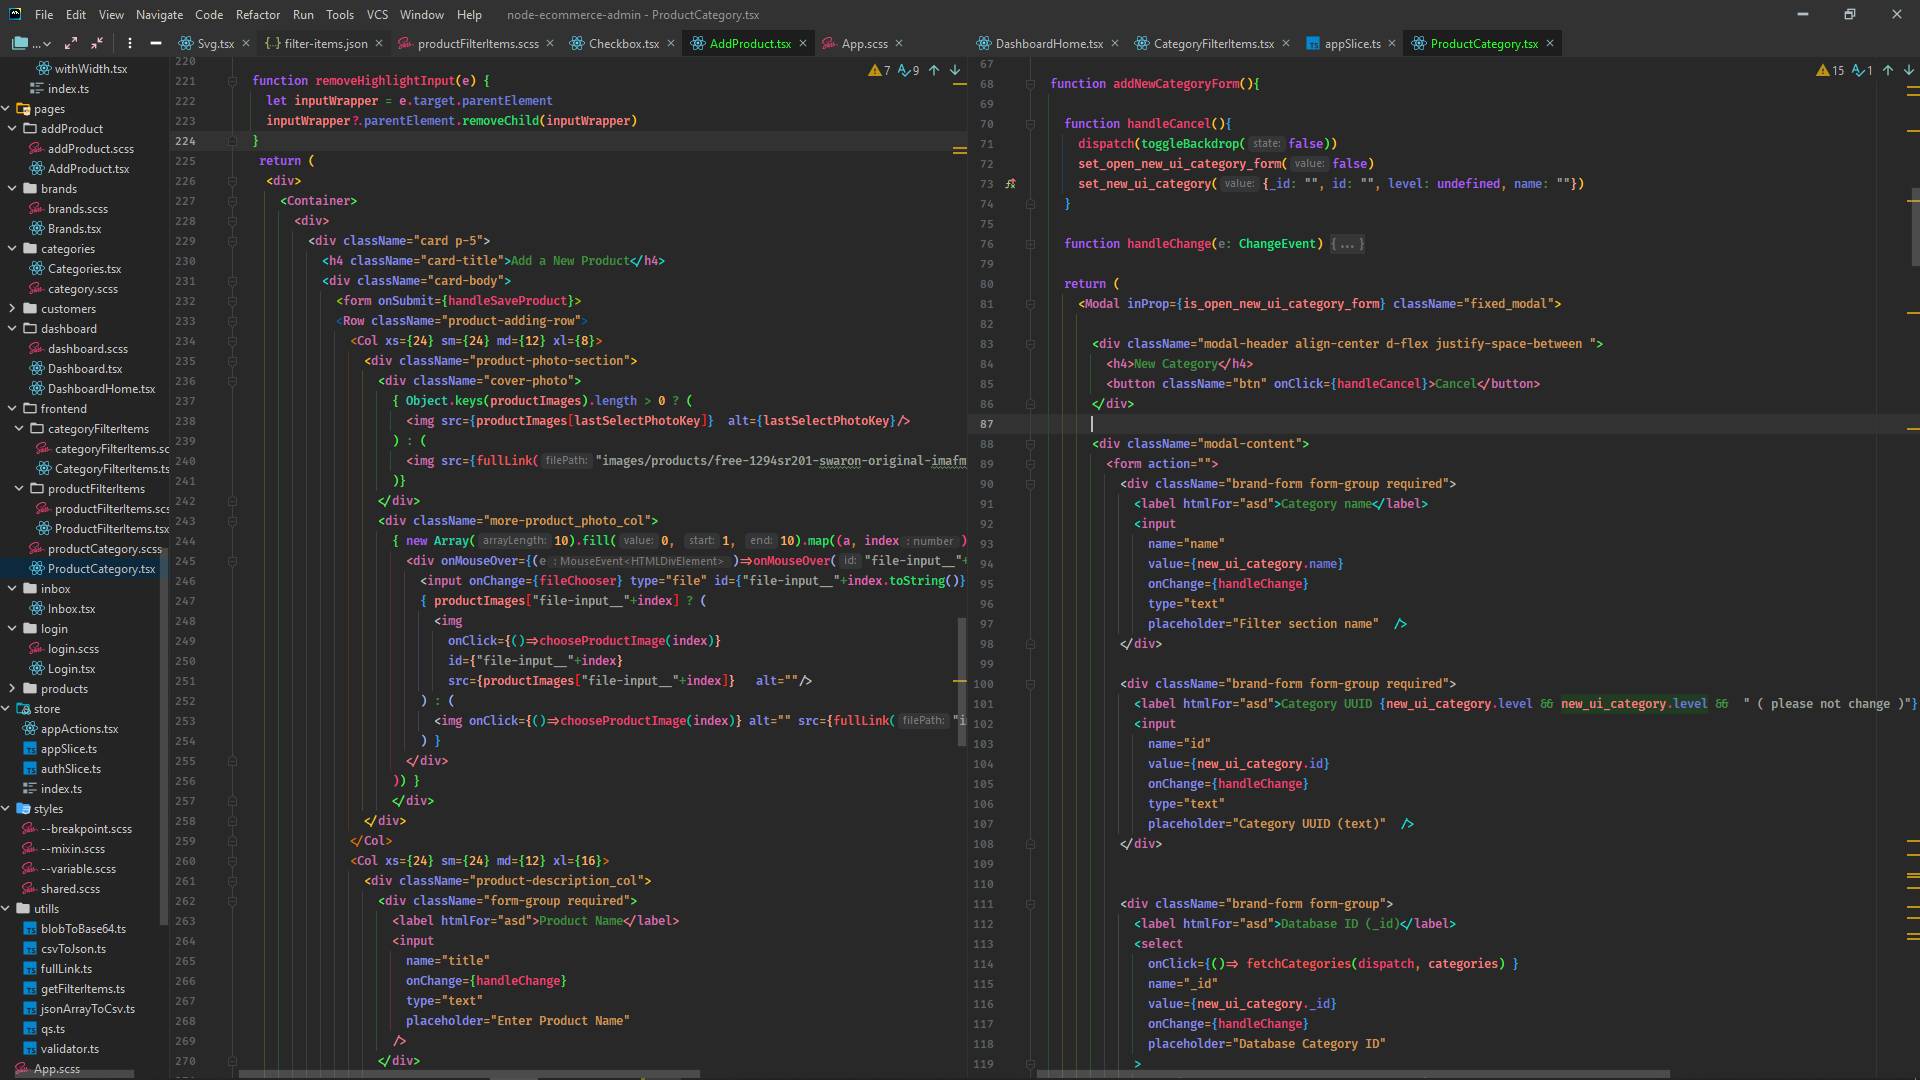 File Edit View Navigate Code Refactor Run Tools VCS Window Help node-ecommerce-admin - ProductCategory.tsx
... Svg.tsx filter-items.json productFilterItems.scss Checkbox.tsx AddProduct.tsx App.scss DashboardHome.tsx CategoryFilterItems.tsx appSlice.ts ProductCategory.tsx
withWidth.tsx
index.ts
pages
addProduct
addProduct.scss
AddProduct.tsx
brands
brands.scss
Brands.tsx
categories
Categories.tsx
category.scss
customers
dashboard
dashboard.scss
Dashboard.tsx
DashboardHome.tsx
frontend
categoryFilterItems
categoryFilterItems.sc
CategoryFilterItems.ts
productFilterItems
productFilterItems.scs
ProductFilterItems.tsx
productCategory.scss
ProductCategory.tsx
inbox
Inbox.tsx
login
login.scss
Login.tsx
products
store
appActions.tsx
appSlice.ts
authSlice.ts
index.ts
styles
--breakpoint.scss
--mixin.scss
--variable.scss
shared.scss
utills
blobToBase64.ts
csvToJson.ts
fullLink.ts
getFilterItems.ts
jsonArrayToCsv.ts
qs.ts
validator.ts
App.scss
7 9
220
221 function removeHighlightInput(e) {
222 let inputWrapper = e.target.parentElement
223 inputWrapper?.parentElement.removeChild(inputWrapper)
224 }
225 return (
226 <div>
227 <Container>
228 <div>
229 <div className="card p-5">
230 <h4 className="card-title">Add a New Product</h4>
231 <div className="card-body">
232 <form onSubmit={handleSaveProduct}>
233 <Row className="product-adding-row">
234 <Col xs={24} sm={24} md={12} xl={8}>
235 <div className="product-photo-section">
236 <div className="cover-photo">
237 { Object.keys(productImages).length > 0 ? (
238 <img src={productImages[lastSelectPhotoKey]} alt={lastSelectPhotoKey}/>
239 ) : (
240 <img src={fullLink( filePath: "images/products/free-1294sr201-swaron-original-imafm
241 )}
242 </div>
243 <div className="more-product_photo_col">
244 { new Array( arrayLength: 10).fill( value: 0, start: 1, end: 10).map((a, index : number )
245 <div onMouseOver={(e : MouseEvent<HTMLDivElement> )=>onMouseOver( id: "file-input__"+
246 <input onChange={fileChooser} type="file" id={"file-input__"+index.toString()}
247 { productImages["file-input__"+index] ? (
248 <img
249 onClick={()=>chooseProductImage(index)}
250 id={"file-input__"+index}
251 src={productImages["file-input__"+index]} alt=""/>
252 ) : (
253 <img onClick={()=>chooseProductImage(index)} alt="" src={fullLink( filePath: "i
254 ) }
255 </div>
256 )) }
257 </div>
258 </div>
259 </Col>
260 <Col xs={24} sm={24} md={12} xl={16}>
261 <div className="product-description_col">
262 <div className="form-group required">
263 <label htmlFor="asd">Product Name</label>
264 <input
265 name="title"
266 onChange={handleChange}
267 type="text"
268 placeholder="Enter Product Name"
269 />
270 </div>
15 1
67
68 function addNewCategoryForm(){
69
70 function handleCancel(){
71 dispatch(toggleBackdrop( state: false))
72 set_open_new_ui_category_form( value: false)
73 set_new_ui_category( value: {_id: "", id: "", level: undefined, name: ""})
74 }
75
76 function handleChange(e: ChangeEvent) {...}
79
80 return (
81 <Modal inProp={is_open_new_ui_category_form} className="fixed_modal">
82
83 <div className="modal-header align-center d-flex justify-space-between ">
84 <h4>New Category</h4>
85 <button className="btn" onClick={handleCancel}>Cancel</button>
86 </div>
87
88 <div className="modal-content">
89 <form action="">
90 <div className="brand-form form-group required">
91 <label htmlFor="asd">Category name</label>
92 <input
93 name="name"
94 value={new_ui_category.name}
95 onChange={handleChange}
96 type="text"
97 placeholder="Filter section name" />
98 </div>
99
100 <div className="brand-form form-group required">
101 <label htmlFor="asd">Category UUID {new_ui_category.level && new_ui_category.level && " ( please not change )"}
102 <input
103 name="id"
104 value={new_ui_category.id}
105 onChange={handleChange}
106 type="text"
107 placeholder="Category UUID (text)" />
108 </div>
109
110
111 <div className="brand-form form-group">
112 <label htmlFor="asd">Database ID (_id)</label>
113 <select
114 onClick={()=> fetchCategories(dispatch, categories) }
115 name="_id"
116 value={new_ui_category._id}
117 onChange={handleChange}
118 placeholder="Database Category ID"
119 >